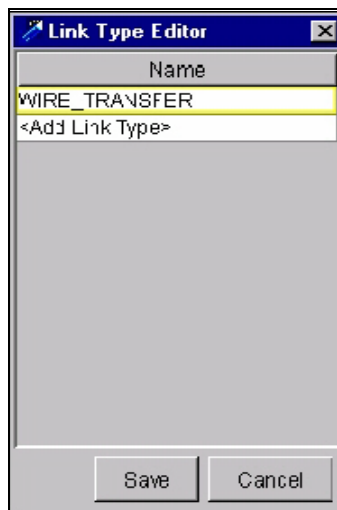 Link Type Editor
Name
WIRE_TRANSFER
<Add Link Type>
Save Cancel